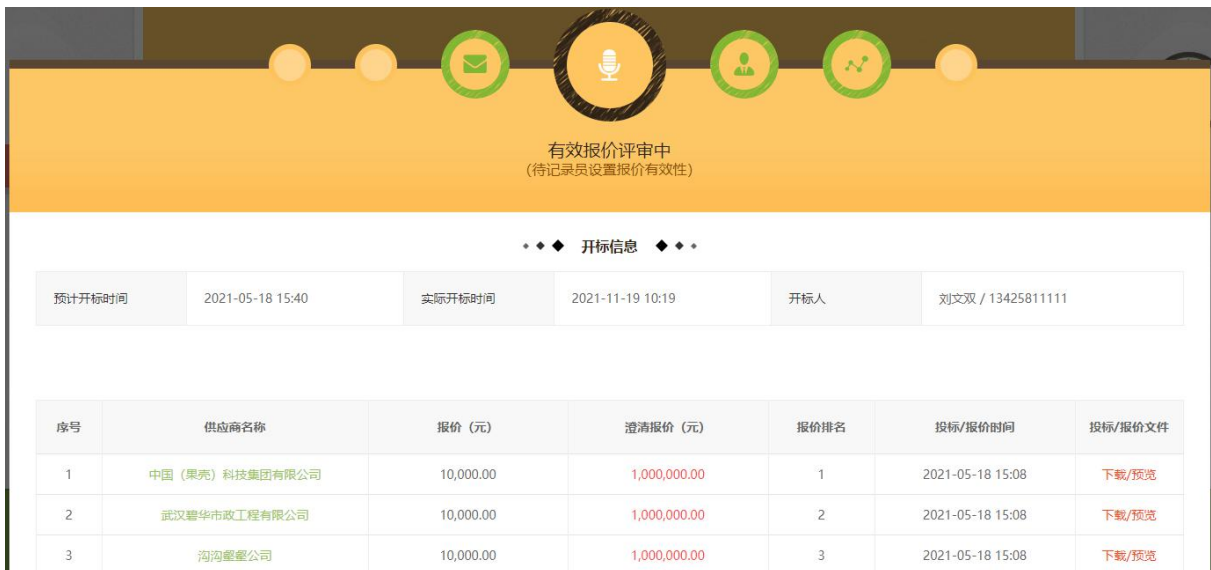 有效报价评审中
(待记录员设置报价有效性)
开标信息
预计开标时间 2021-05-18 15:40 实际开标时间 2021-11-19 10:19 开标人 刘文双 / 13425811111
序号 供应商名称 报价（元） 澄清报价（元） 报价排名 投标/报价时间 投标/报价文件
1 中国（果壳）科技集团有限公司 10,000.00 1,000,000.00 1 2021-05-18 15:08 下载/预览
2 武汉碧华市政工程有限公司 10,000.00 1,000,000.00 2 2021-05-18 15:08 下载/预览
3 沟沟壑壑公司 10,000.00 1,000,000.00 3 2021-05-18 15:08 下载/预览